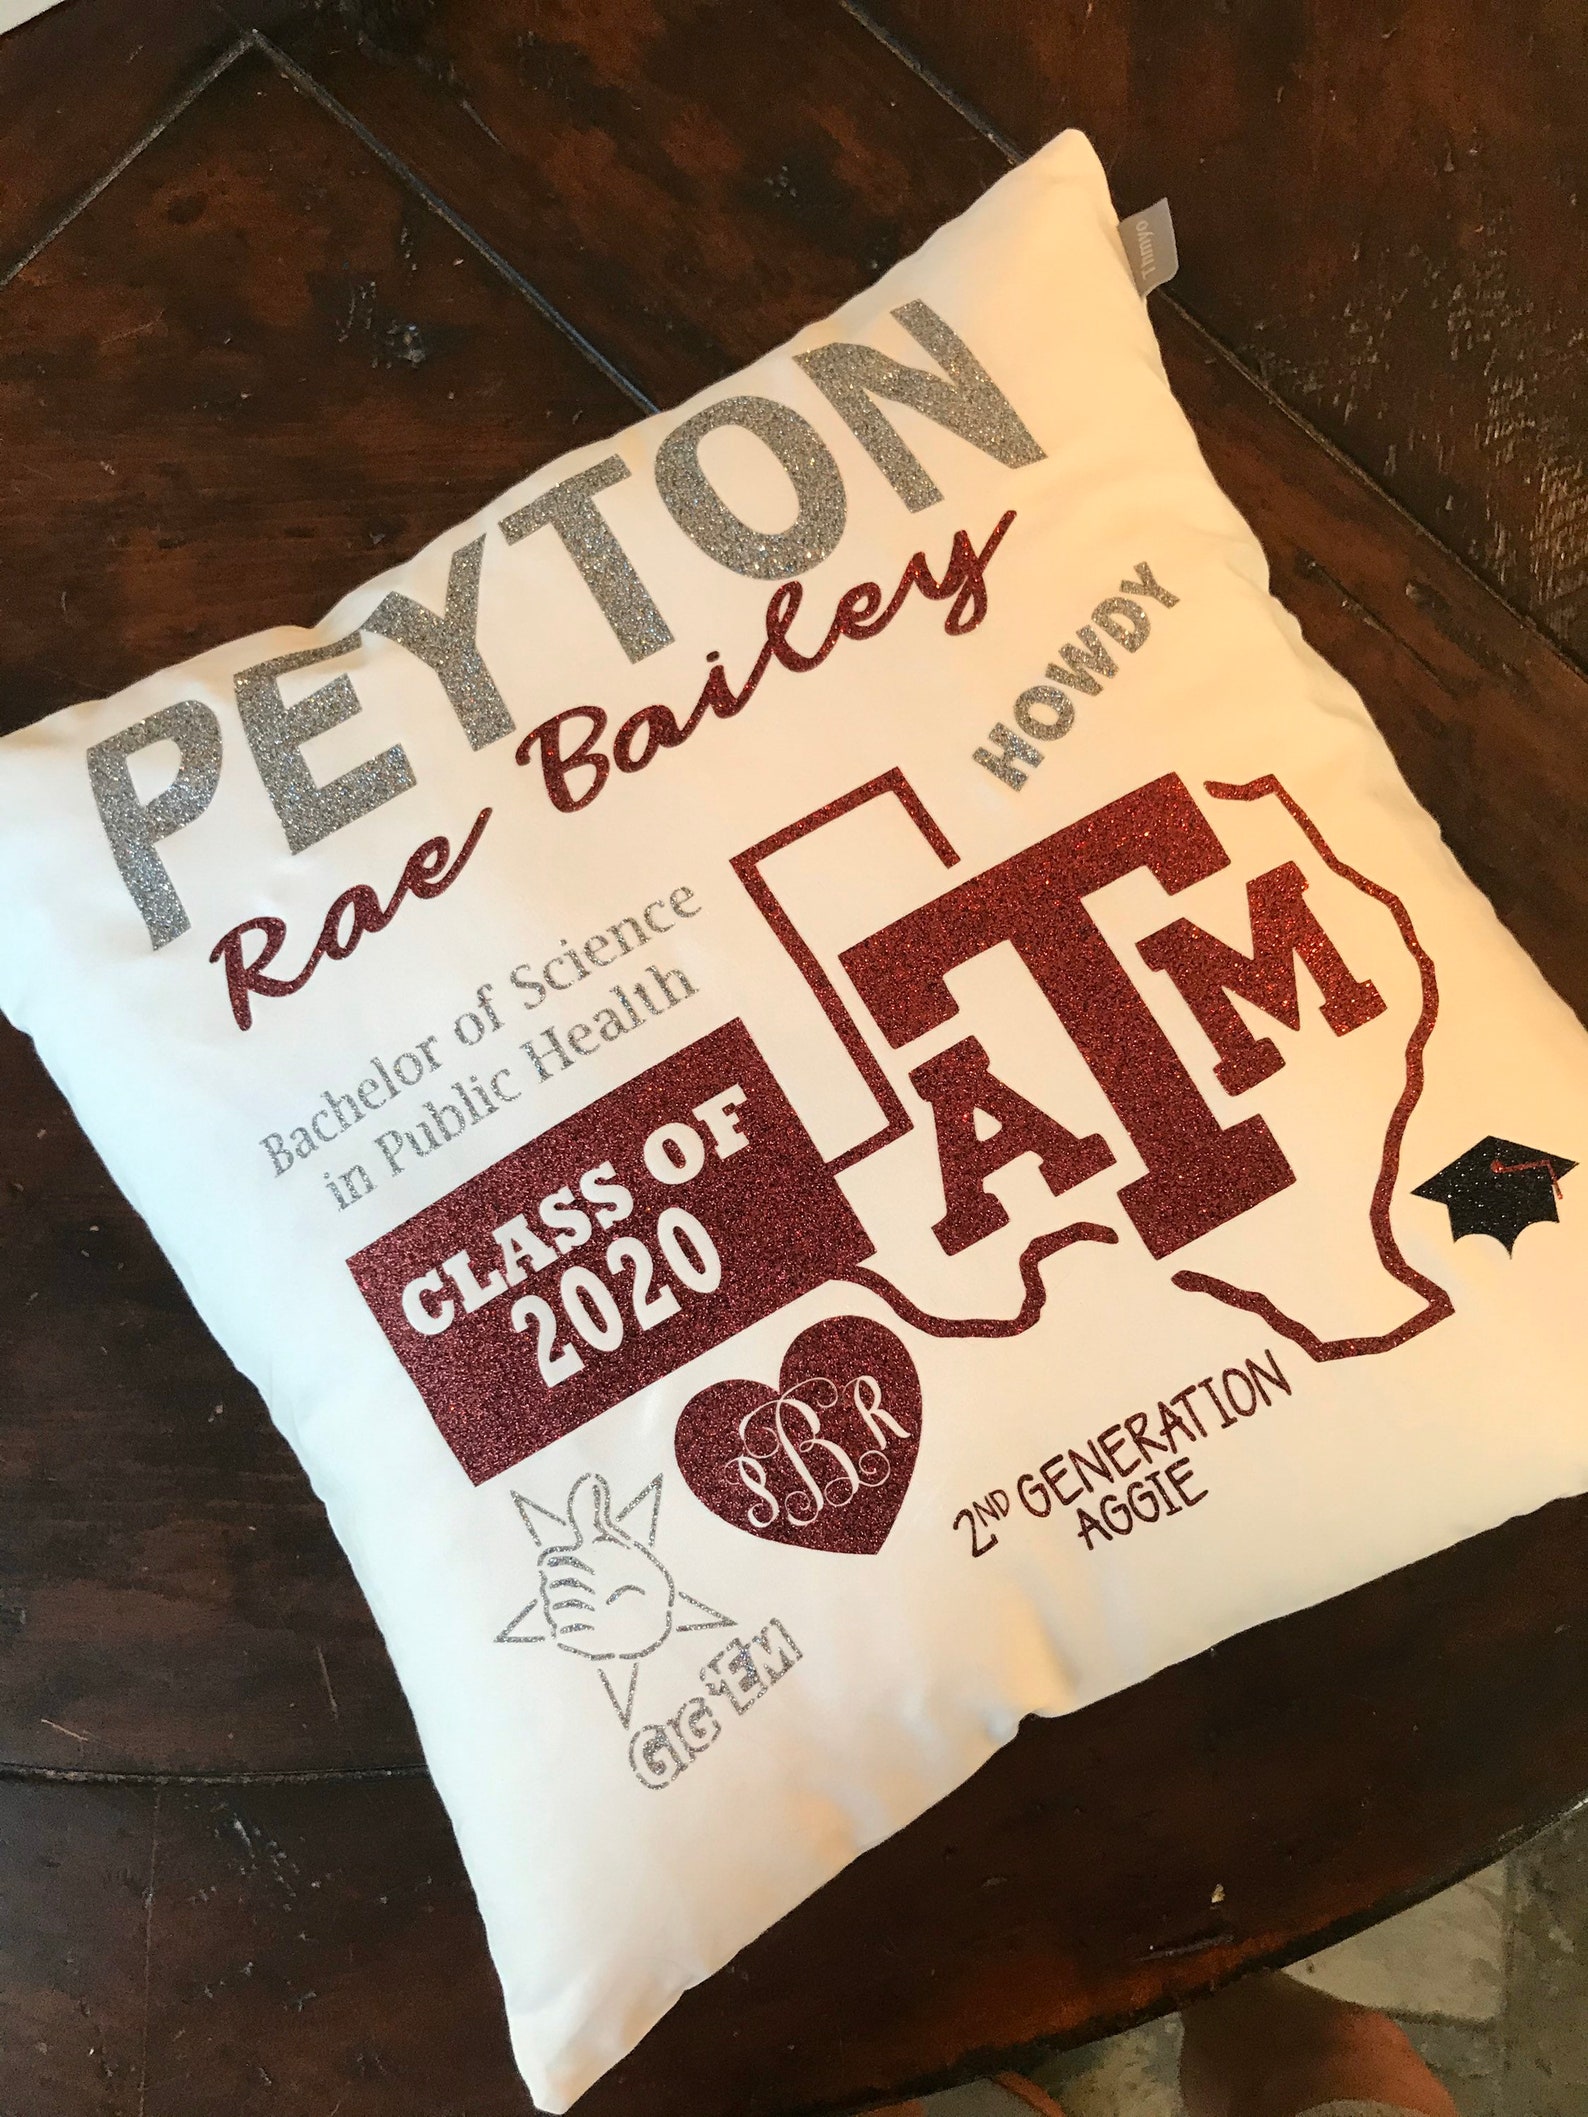 Thmyo
PEYTON
Rae Bailey
HOWDY
Bachelor of Science
in Public Health
ATM
CLASS OF
2020
PBR
2ND GENERATION
AGGIE
GIG 'EM